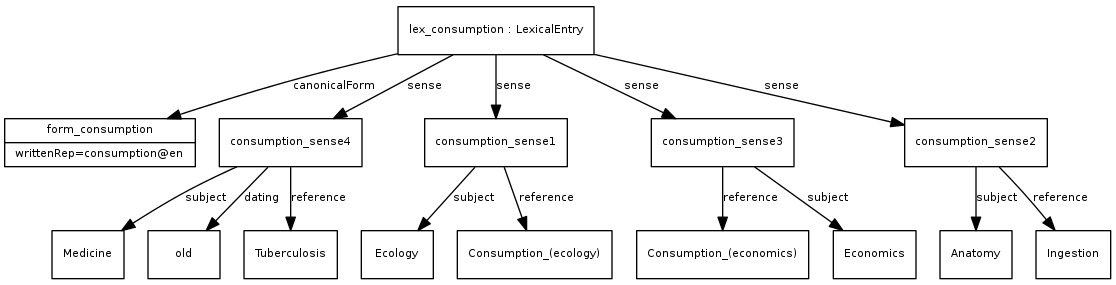 lex_consumption : LexicalEntry
canonicalForm
sense
sense
sense
sense
form_consumption
writtenRep=consumption@en
consumption_sense4
consumption_sense1
consumption_sense3
consumption_sense2
subject
dating
reference
subject
reference
reference
subject
subject
reference
Medicine
old
Tuberculosis
Ecology
Consumption_(ecology)
Consumption_(economics)
Economics
Anatomy
Ingestion